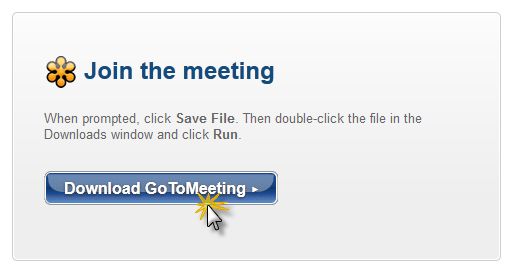 Join the meeting
When prompted, click Save File. Then double-click the file in the
Downloads window and click Run.
Download GoToMeeting ▸